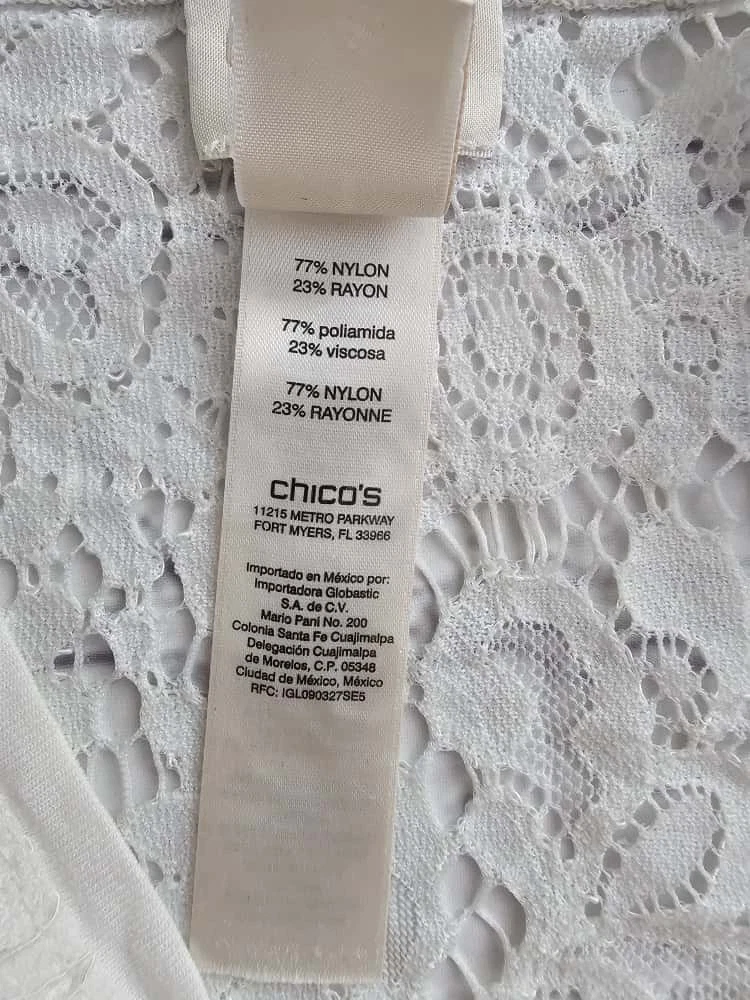 77% NYLON
23% RAYON
77% poliamida
23% viscosa
77% NYLON
23% RAYONNE
chico's
11215 METRO PARKWAY
FORT MYERS, FL 33966
Importado en México por:
Importadora Globastic
S.A. de C.V.
Mario Pani No. 200
Colonia Santa Fe Cuajimalpa
Delegación Cuajimalpa
de Morelos, C.P. 05348
Ciudad de México, México
RFC: IGL090327SE5